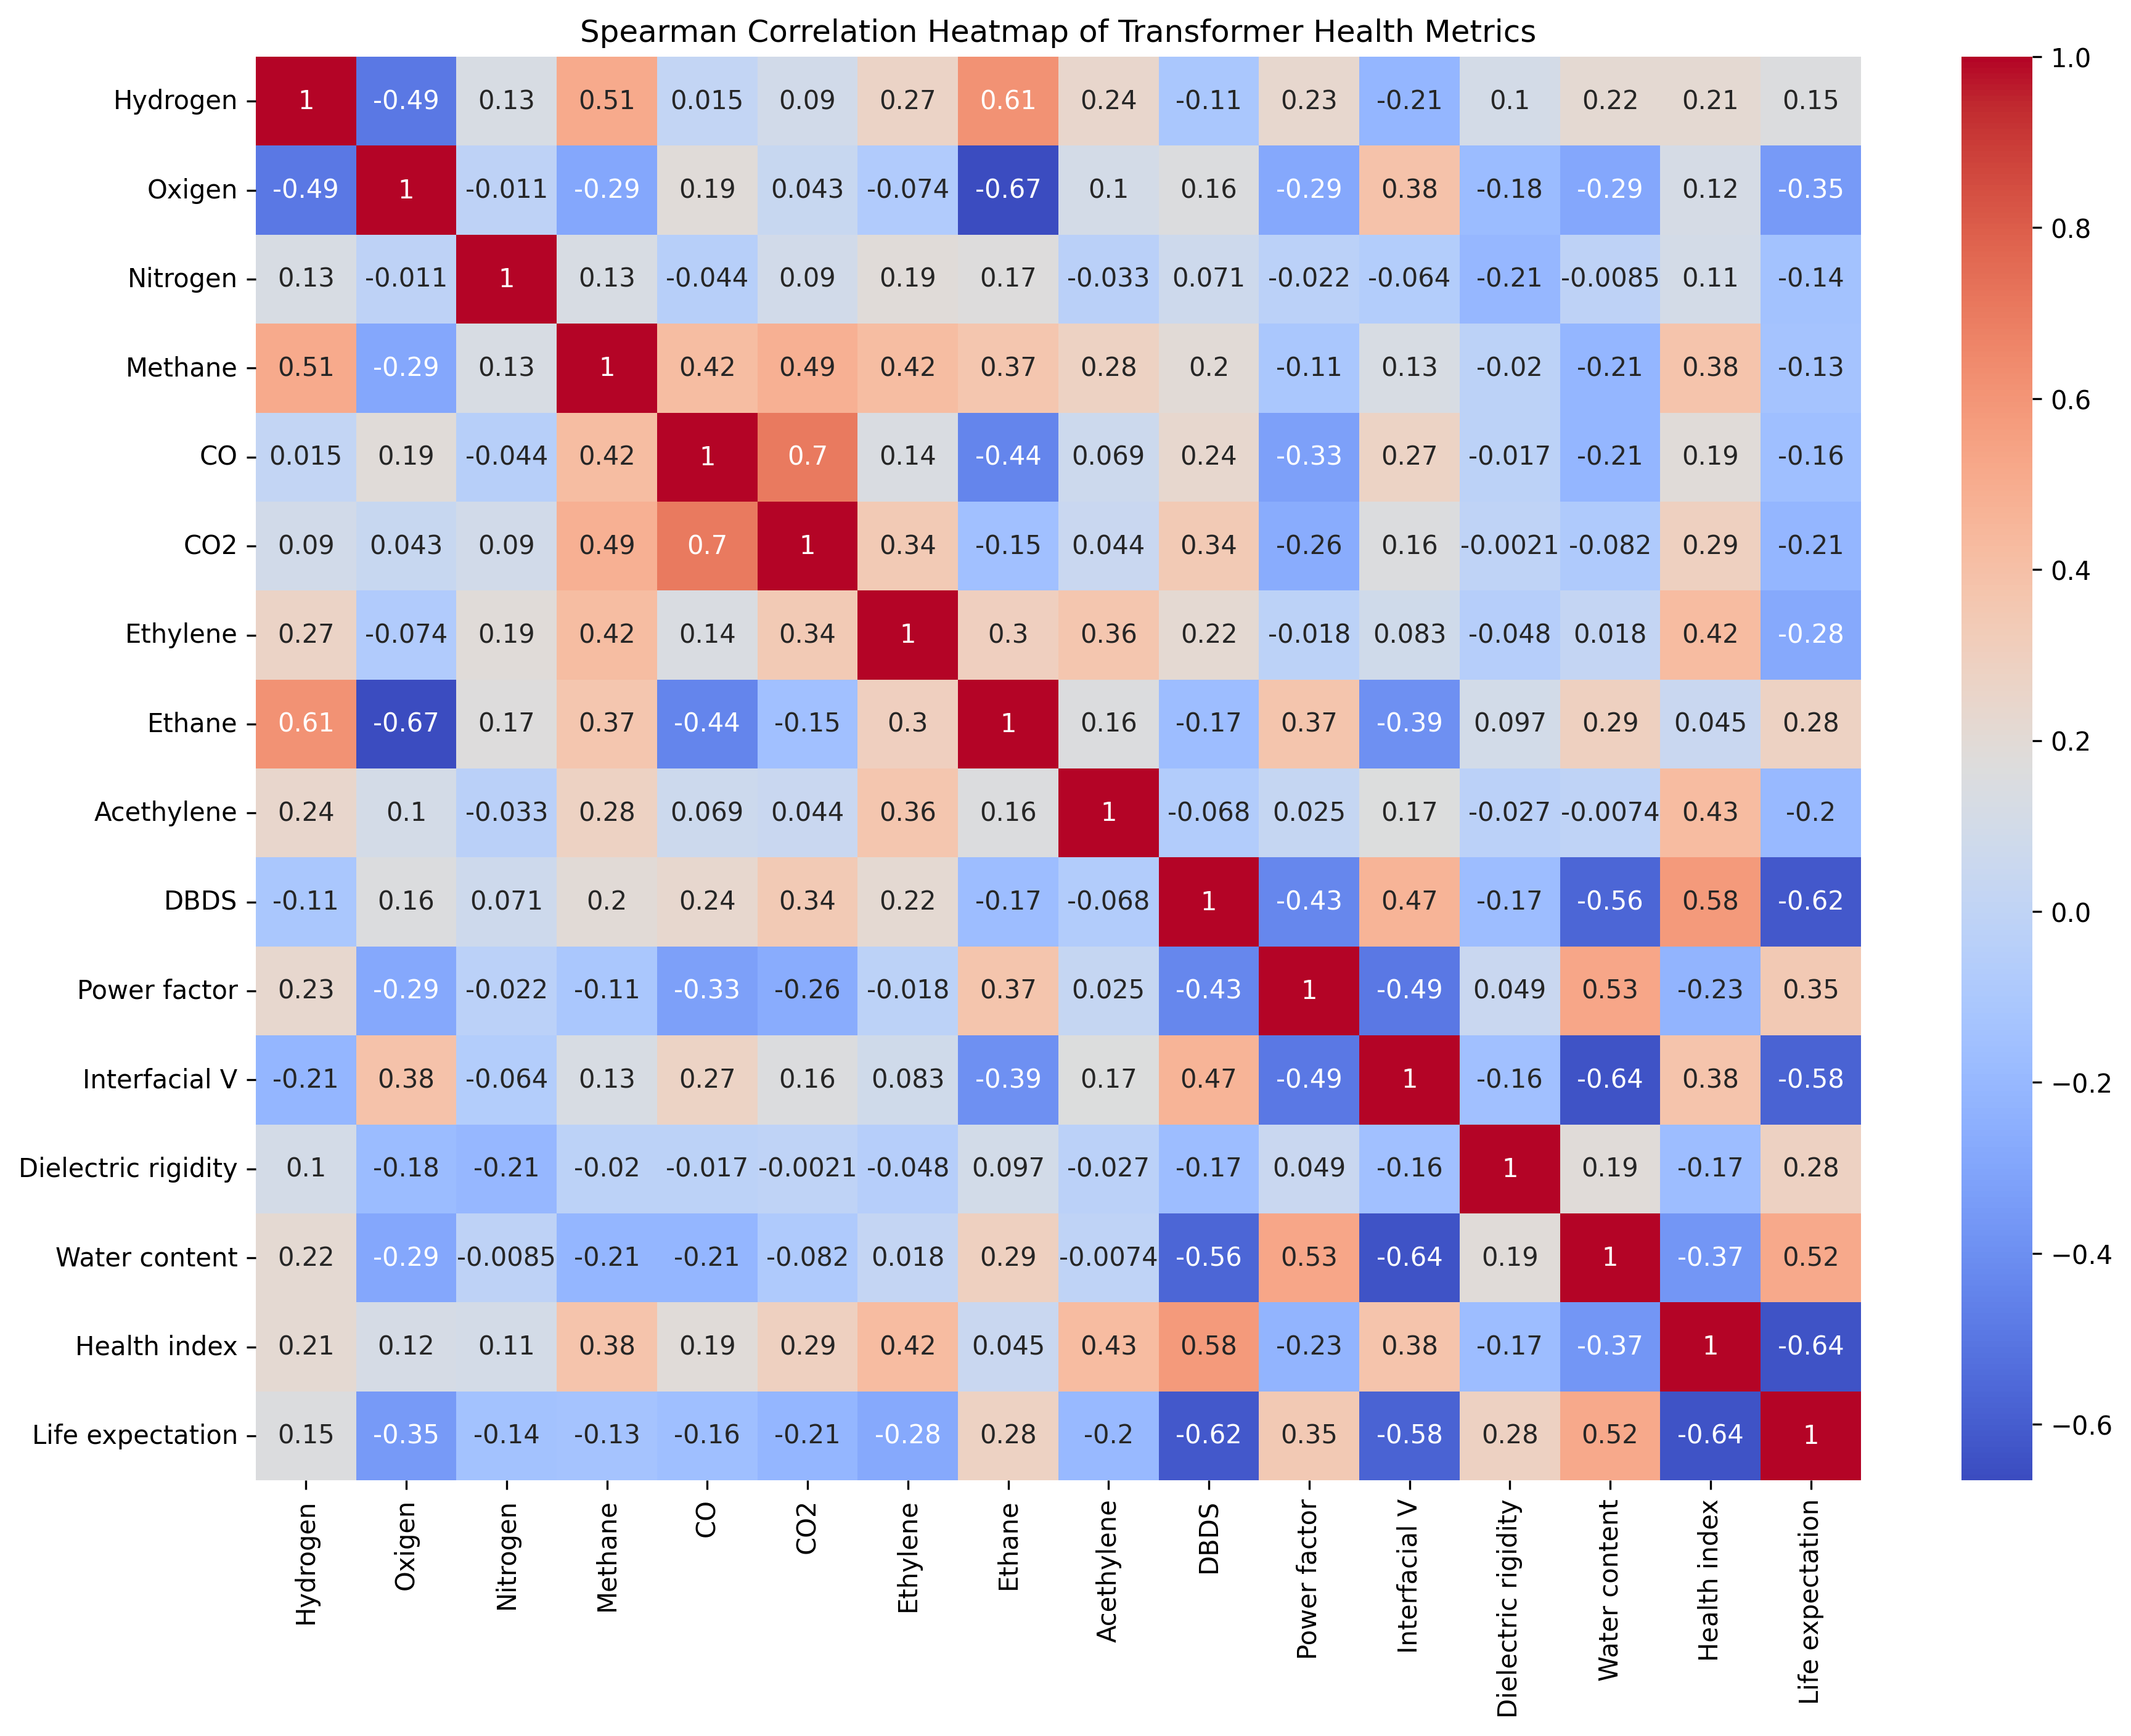 Spearman Correlation Heatmap of Transformer Health Metrics
Hydrogen 1 -0.49 0.13 0.51 0.015 0.09 0.27 0.61 0.24 -0.11 0.23 -0.21 0.1 0.22 0.21 0.15
Oxigen -0.49 1 -0.011 -0.29 0.19 0.043 -0.074 -0.67 0.1 0.16 -0.29 0.38 -0.18 -0.29 0.12 -0.35
Nitrogen 0.13 -0.011 1 0.13 -0.044 0.09 0.19 0.17 -0.033 0.071 -0.022 -0.064 -0.21 -0.0085 0.11 -0.14
Methane 0.51 -0.29 0.13 1 0.42 0.49 0.42 0.37 0.28 0.2 -0.11 0.13 -0.02 -0.21 0.38 -0.13
CO 0.015 0.19 -0.044 0.42 1 0.7 0.14 -0.44 0.069 0.24 -0.33 0.27 -0.017 -0.21 0.19 -0.16
CO2 0.09 0.043 0.09 0.49 0.7 1 0.34 -0.15 0.044 0.34 -0.26 0.16 -0.0021 -0.082 0.29 -0.21
Ethylene 0.27 -0.074 0.19 0.42 0.14 0.34 1 0.3 0.36 0.22 -0.018 0.083 -0.048 0.018 0.42 -0.28
Ethane 0.61 -0.67 0.17 0.37 -0.44 -0.15 0.3 1 0.16 -0.17 0.37 -0.39 0.097 0.29 0.045 0.28
Acethylene 0.24 0.1 -0.033 0.28 0.069 0.044 0.36 0.16 1 -0.068 0.025 0.17 -0.027 -0.0074 0.43 -0.2
DBDS -0.11 0.16 0.071 0.2 0.24 0.34 0.22 -0.17 -0.068 1 -0.43 0.47 -0.17 -0.56 0.58 -0.62
Power factor 0.23 -0.29 -0.022 -0.11 -0.33 -0.26 -0.018 0.37 0.025 -0.43 1 -0.49 0.049 0.53 -0.23 0.35
Interfacial V -0.21 0.38 -0.064 0.13 0.27 0.16 0.083 -0.39 0.17 0.47 -0.49 1 -0.16 -0.64 0.38 -0.58
Dielectric rigidity 0.1 -0.18 -0.21 -0.02 -0.017 -0.0021 -0.048 0.097 -0.027 -0.17 0.049 -0.16 1 0.19 -0.17 0.28
Water content 0.22 -0.29 -0.0085 -0.21 -0.21 -0.082 0.018 0.29 -0.0074 -0.56 0.53 -0.64 0.19 1 -0.37 0.52
Health index 0.21 0.12 0.11 0.38 0.19 0.29 0.42 0.045 0.43 0.58 -0.23 0.38 -0.17 -0.37 1 -0.64
Life expectation 0.15 -0.35 -0.14 -0.13 -0.16 -0.21 -0.28 0.28 -0.2 -0.62 0.35 -0.58 0.28 0.52 -0.64 1
Hydrogen
Oxigen
Nitrogen
Methane
CO
CO2
Ethylene
Ethane
Acethylene
DBDS
Power factor
Interfacial V
Dielectric rigidity
Water content
Health index
Life expectation
1.0
0.8
0.6
0.4
0.2
0.0
−0.2
−0.4
−0.6